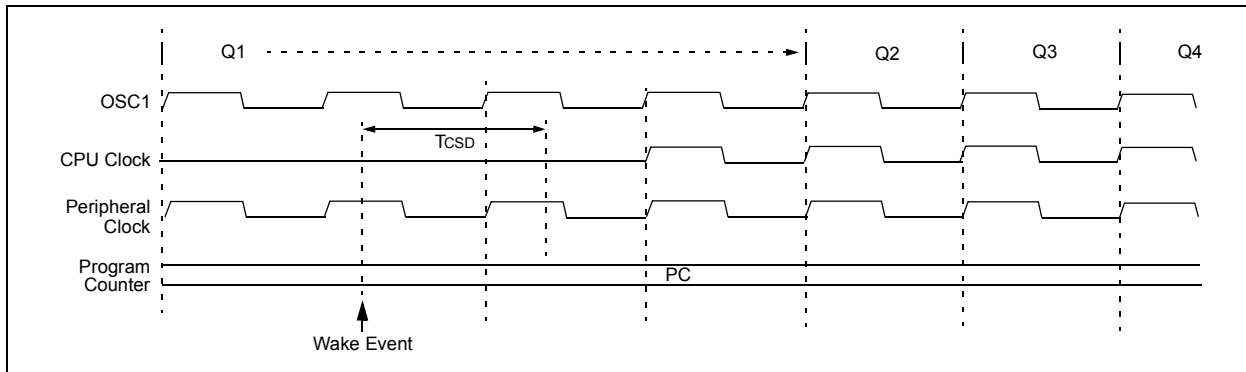 Q1 Q2 Q3 Q4
OSC1
TCSD
CPU Clock
Peripheral
Clock
Program
Counter
PC
Wake Event